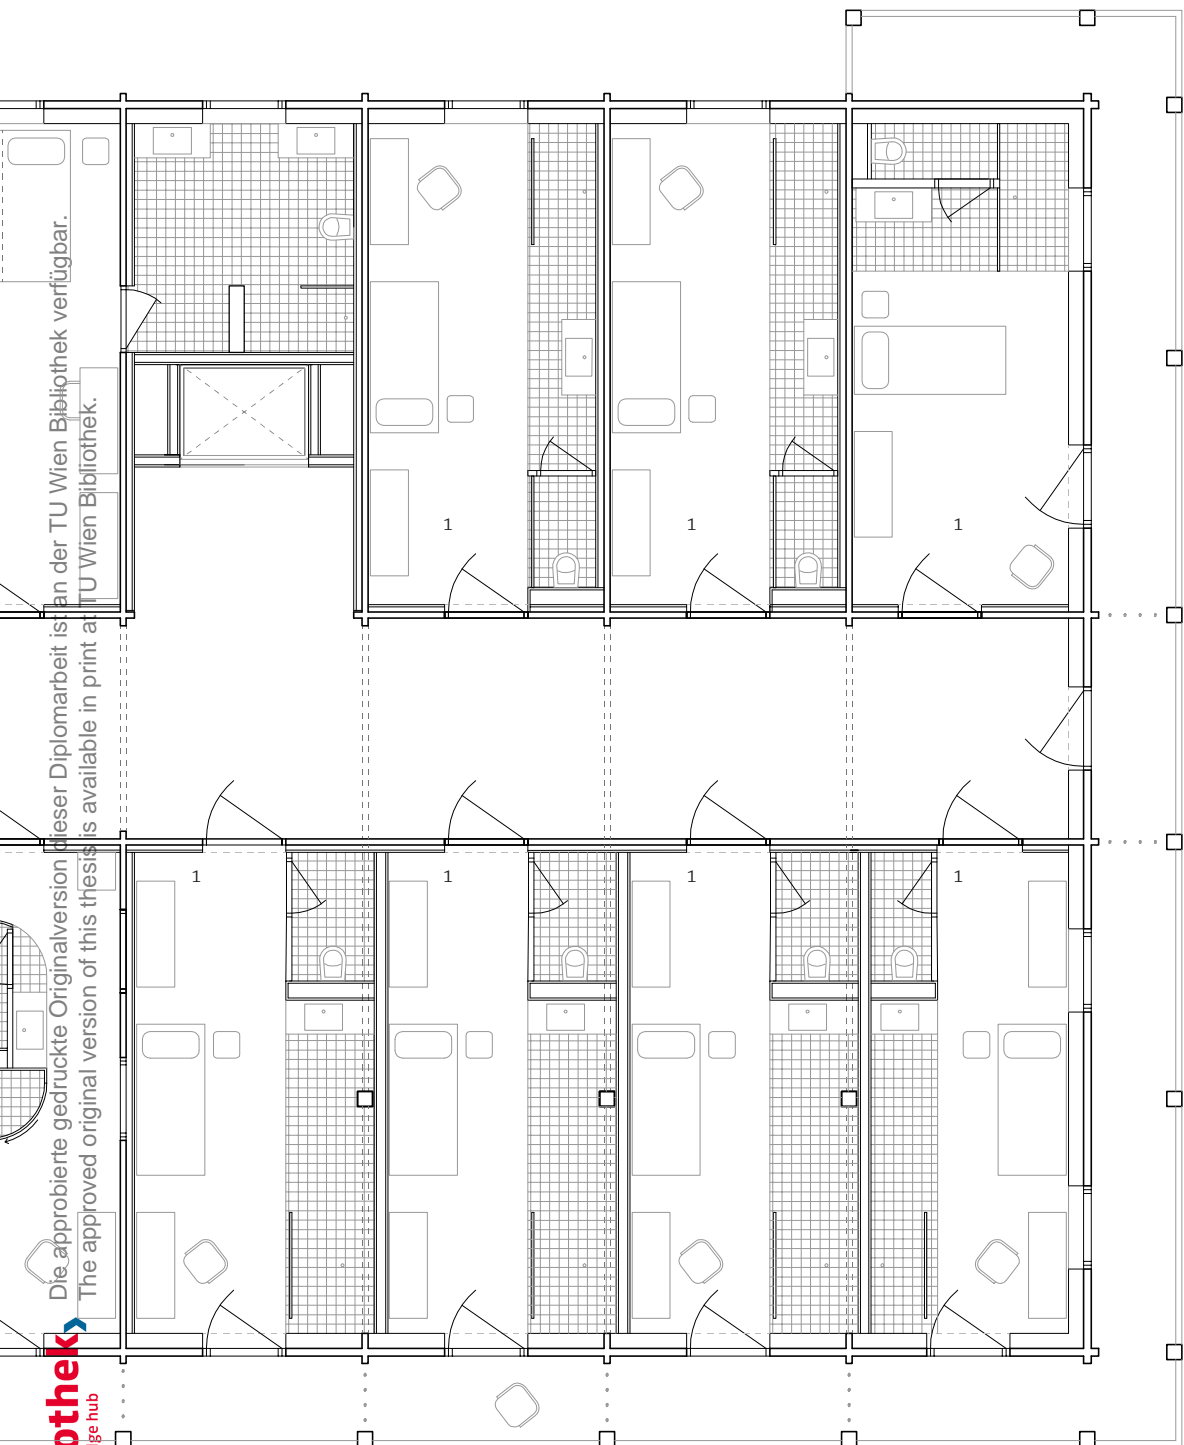 1
1
1
1
1
1
1
Die approbierte gedruckte Originalversion dieser Diplomarbeit ist an der TU Wien Bibliothek verfügbar.
The approved original version of this thesis is available in print at TU Wien Bibliothek.
othek
ge hub